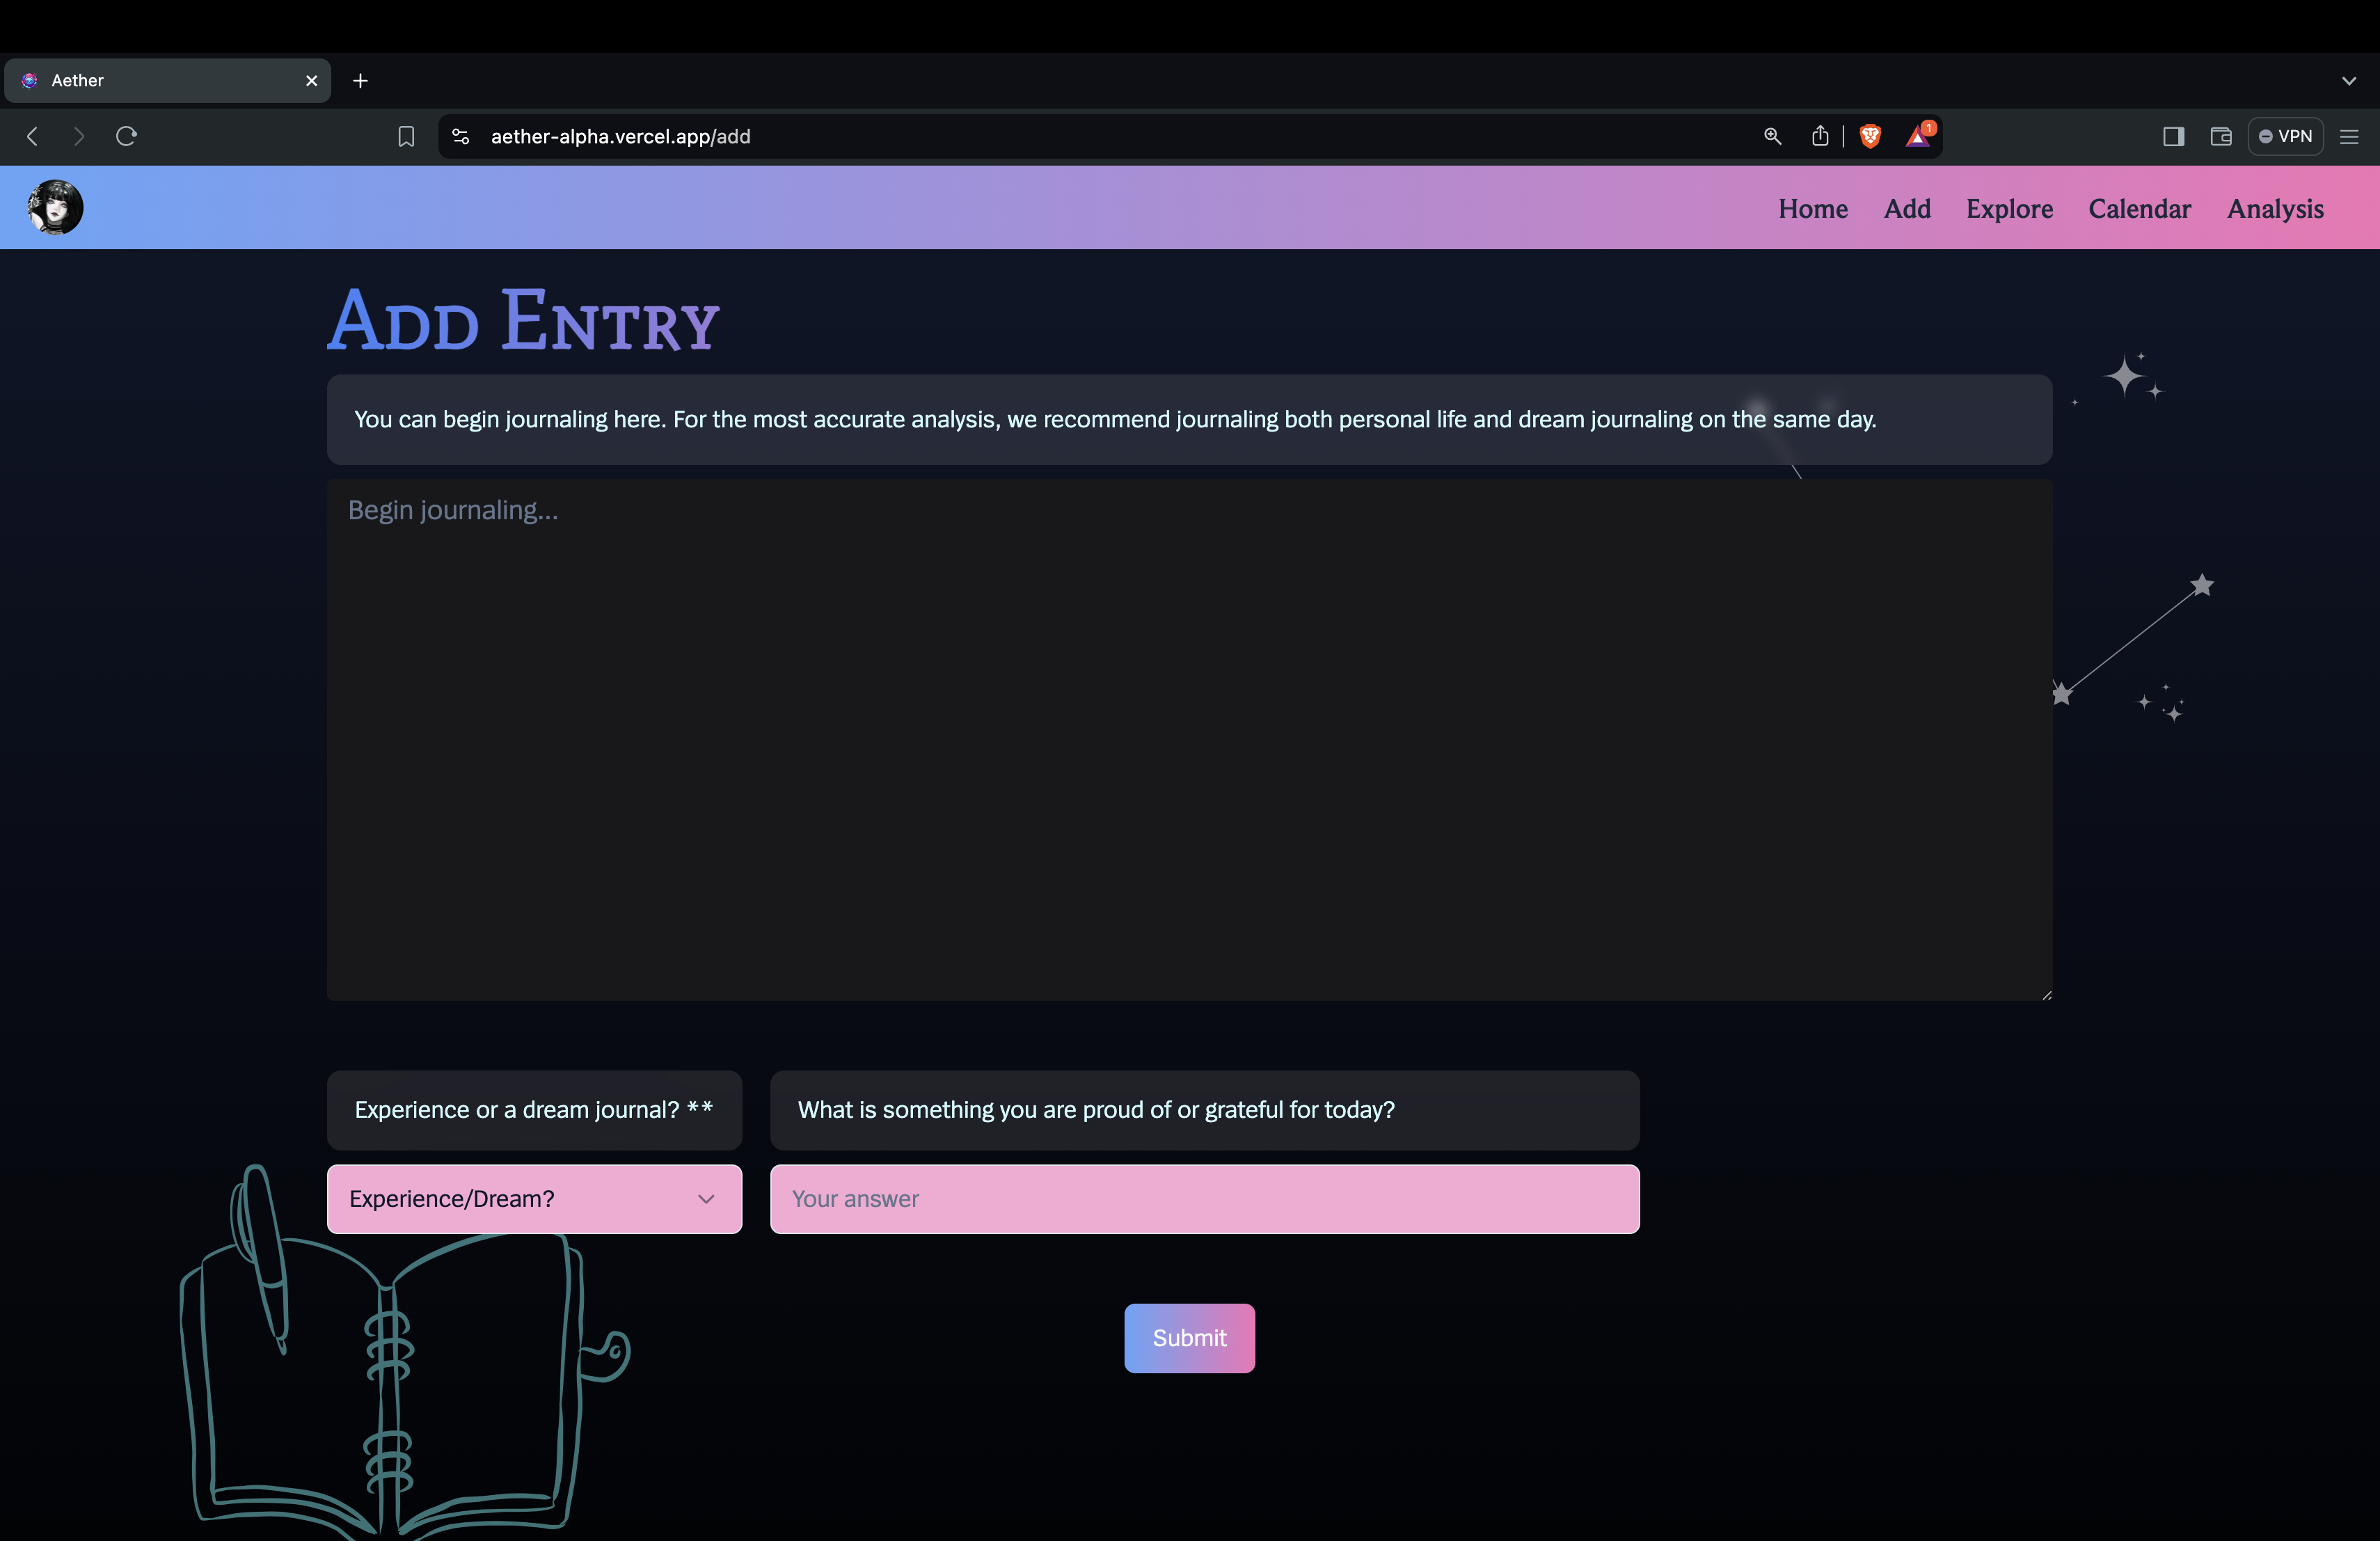 Aether
aether-alpha.vercel.app/add
1
VPN
Home Add Explore Calendar Analysis
Add Entry
You can begin journaling here. For the most accurate analysis, we recommend journaling both personal life and dream journaling on the same day.
Begin journaling...
Experience or a dream journal? **
What is something you are proud of or grateful for today?
Experience/Dream?
Your answer
Submit